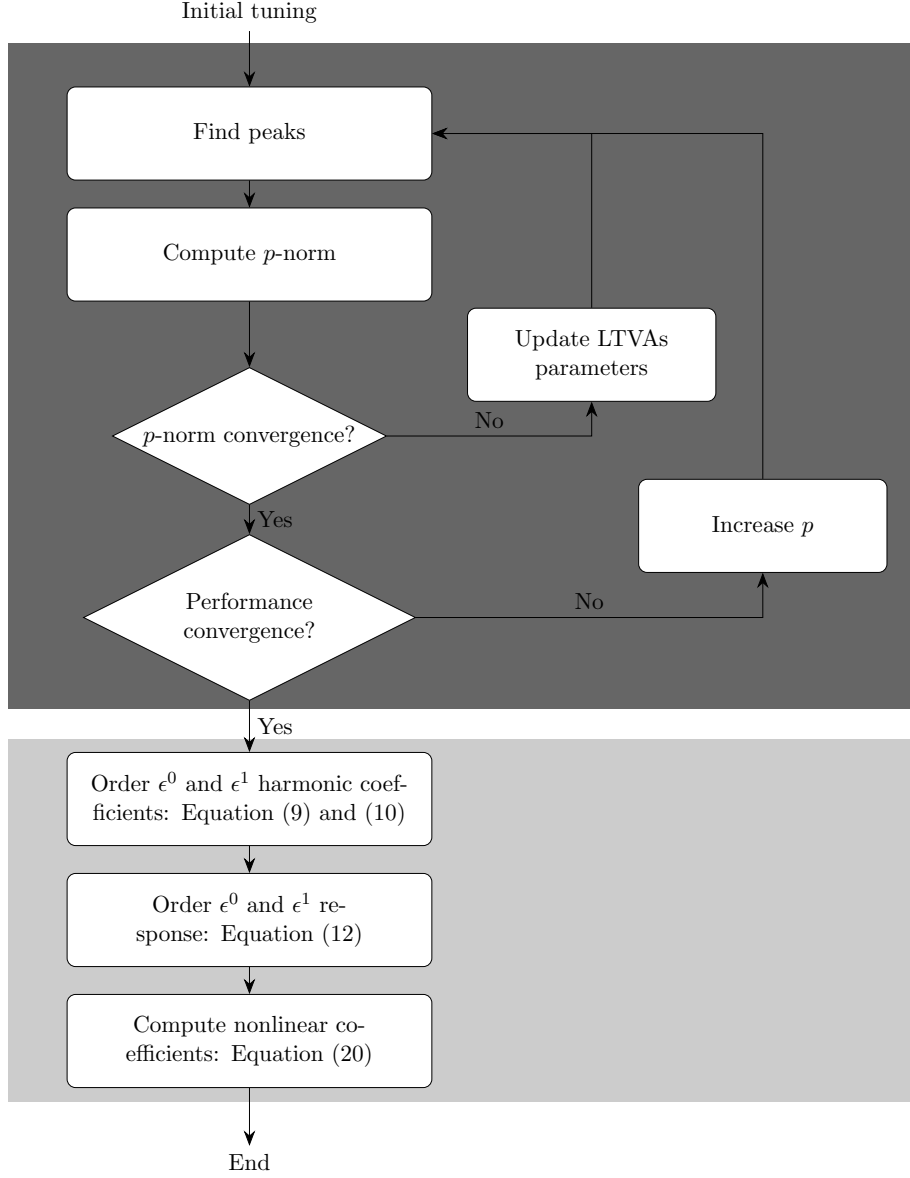 Initial tuning
Find peaks
Compute p-norm
Update LTVAs
parameters
No
p-norm convergence?
Yes
Increase p
No
Performance
convergence?
Yes
Order ϵ⁰ and ϵ¹ harmonic coef-
ficients: Equation (9) and (10)
Order ϵ⁰ and ϵ¹ re-
sponse: Equation (12)
Compute nonlinear co-
efficients: Equation (20)
End